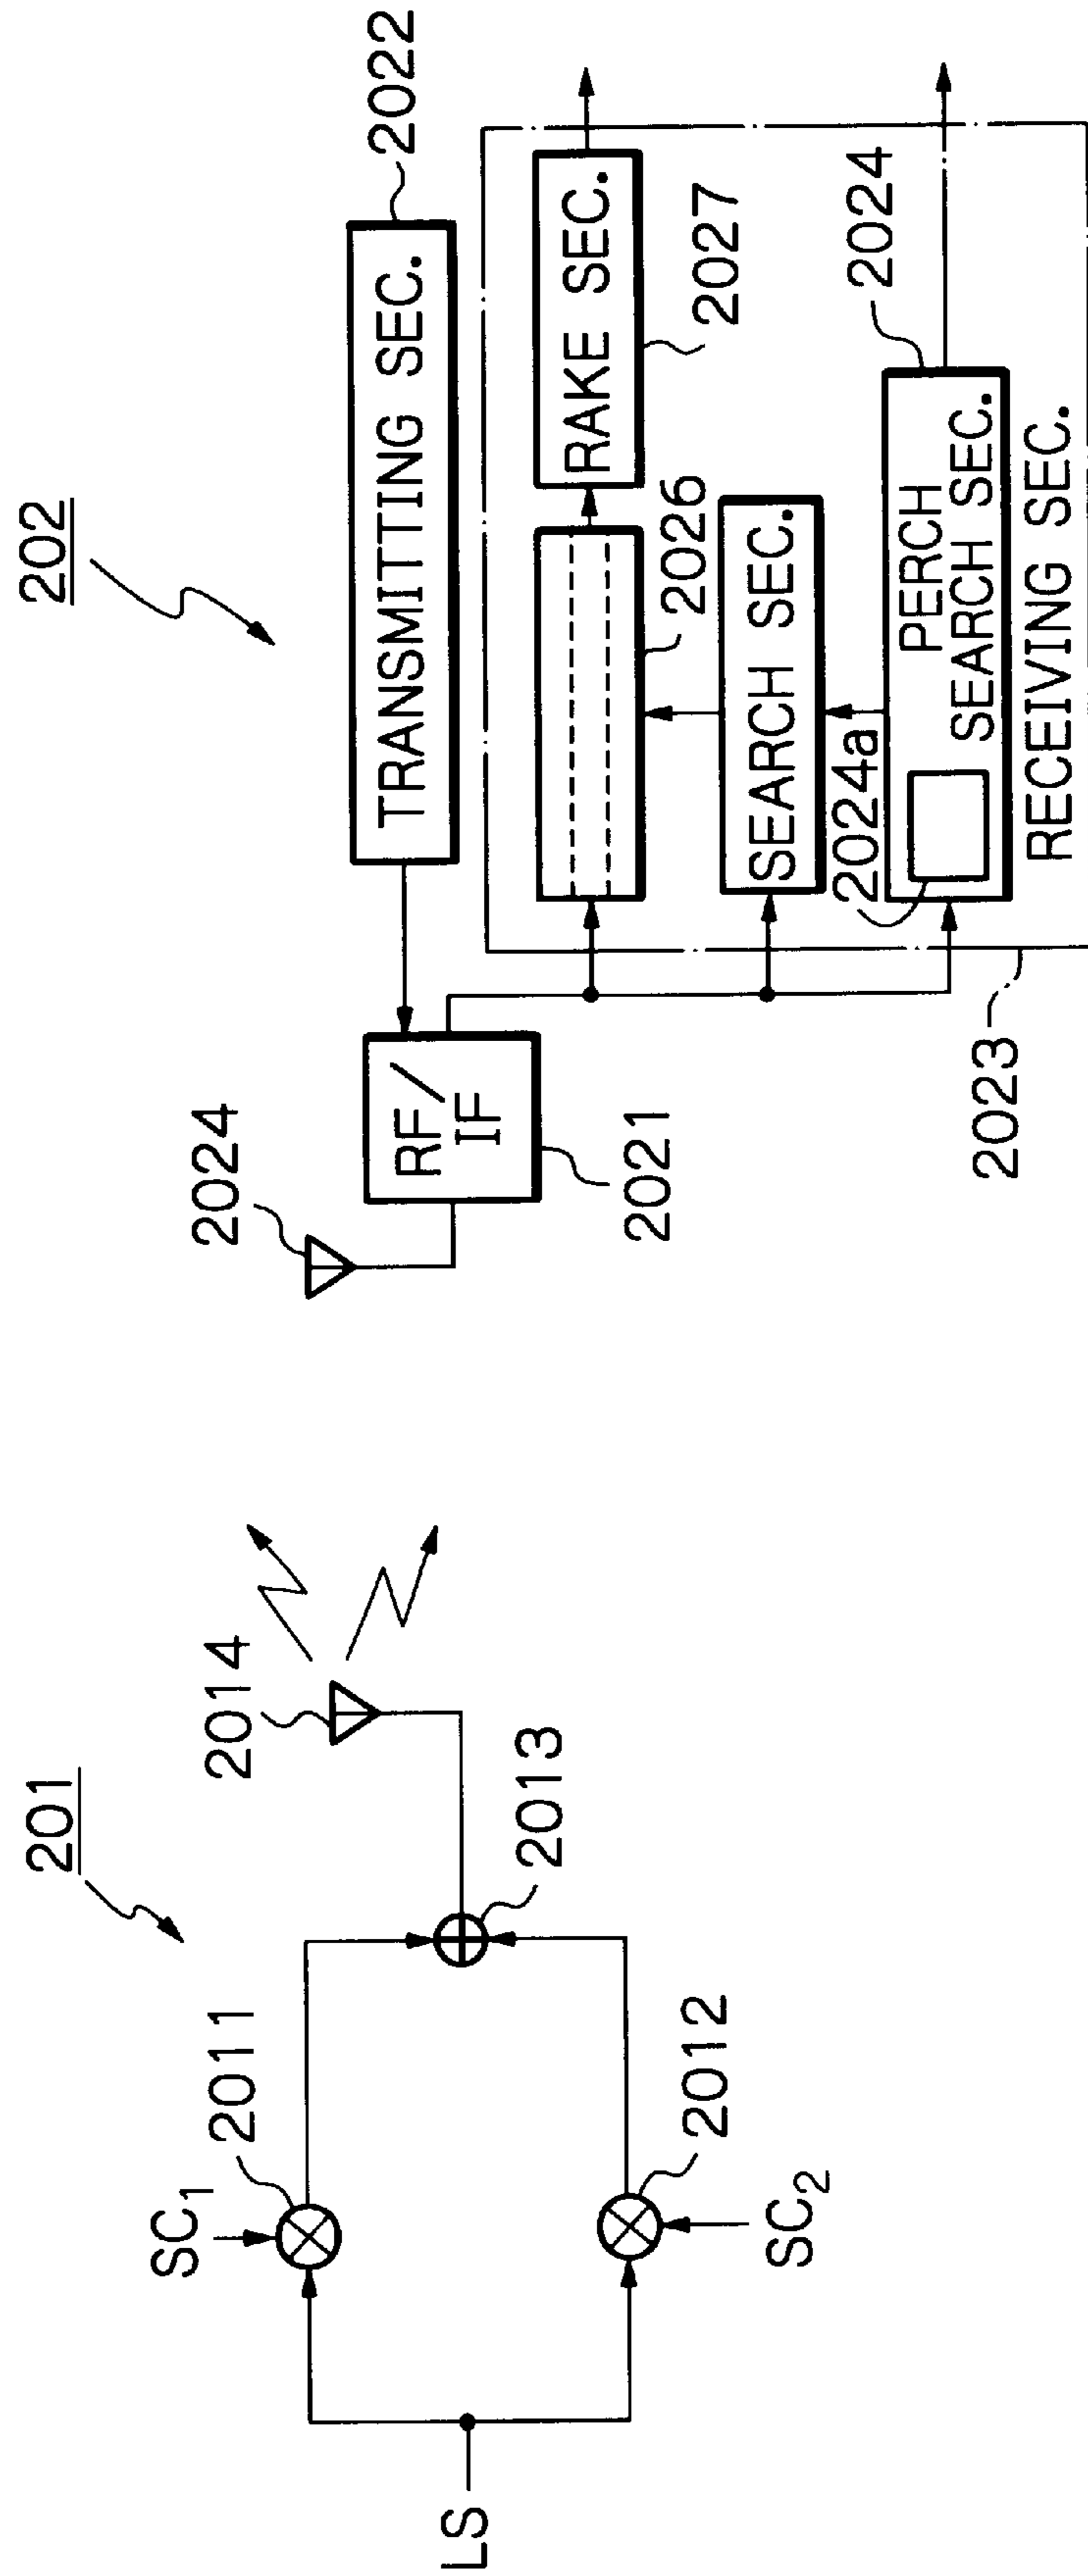 201
LS
SC1
2011
SC2
2012
2013
2014
202
2024
RF/
IF
2021
TRANSMITTING SEC.
2022
2023
2026
RAKE SEC.
2027
SEARCH SEC.
2024a
PERCH
SEARCH SEC.
2024
RECEIVING SEC.